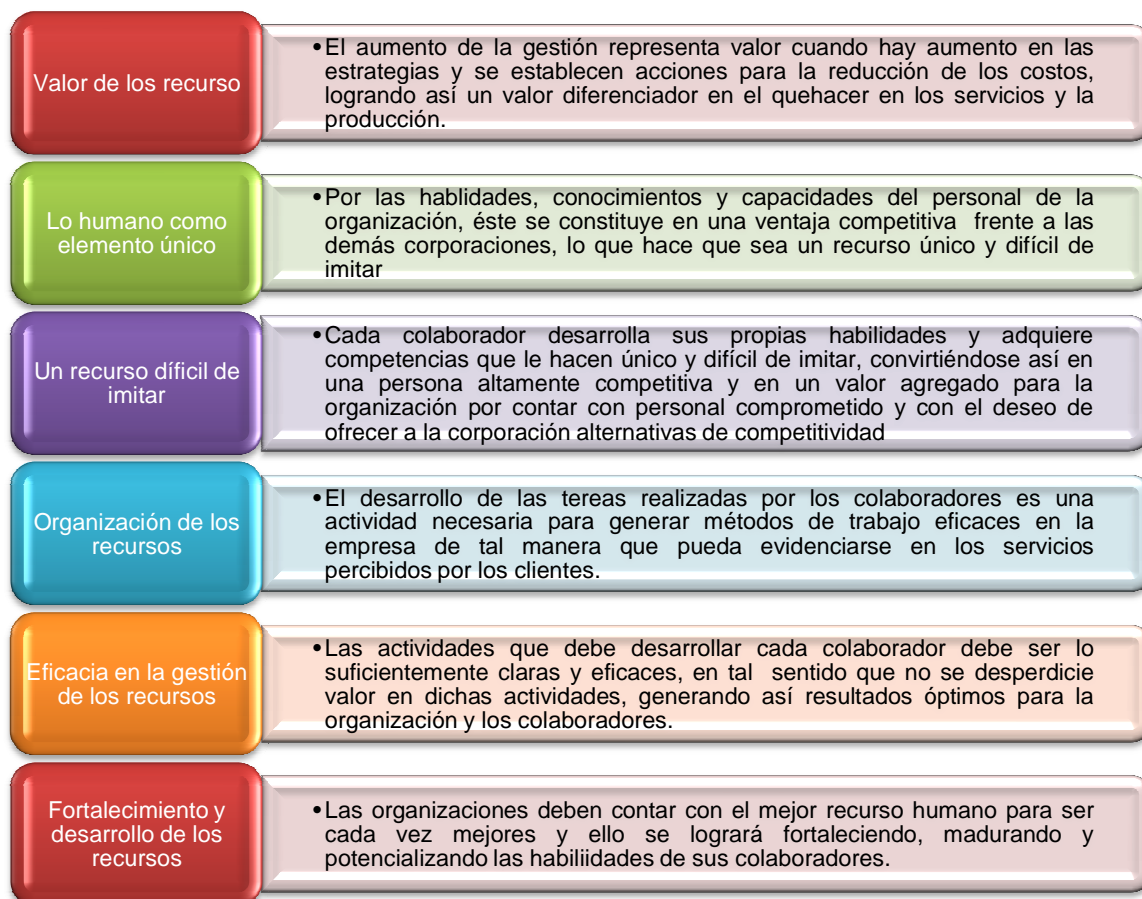 Valor de los recurso
•El aumento de la gestión representa valor cuando hay aumento en las
estrategias y se establecen acciones para la reducción de los costos,
logrando así un valor diferenciador en el quehacer en los servicios y la
producción.
Lo humano como
elemento único
•Por las hablidades, conocimientos y capacidades del personal de la
organización, éste se constituye en una ventaja competitiva frente a las
demás corporaciones, lo que hace que sea un recurso único y difícil de
imitar
Un recurso díficil de
imitar
•Cada colaborador desarrolla sus propias habilidades y adquiere
competencias que le hacen único y difícil de imitar, convirtiéndose así en
una persona altamente competitiva y en un valor agregado para la
organización por contar con personal comprometido y con el deseo de
ofrecer a la corporación alternativas de competitividad
Organización de los
recursos
•El desarrollo de las tereas realizadas por los colaboradores es una
actividad necesaria para generar métodos de trabajo eficaces en la
empresa de tal manera que pueda evidenciarse en los servicios
percibidos por los clientes.
Eficacia en la gestión
de los recursos
•Las actividades que debe desarrollar cada colaborador debe ser lo
suficientemente claras y eficaces, en tal sentido que no se desperdicie
valor en dichas actividades, generando así resultados óptimos para la
organización y los colaboradores.
Fortalecimiento y
desarrollo de los
recursos
•Las organizaciones deben contar con el mejor recurso humano para ser
cada vez mejores y ello se logrará fortaleciendo, madurando y
potencializando las habiliidades de sus colaboradores.